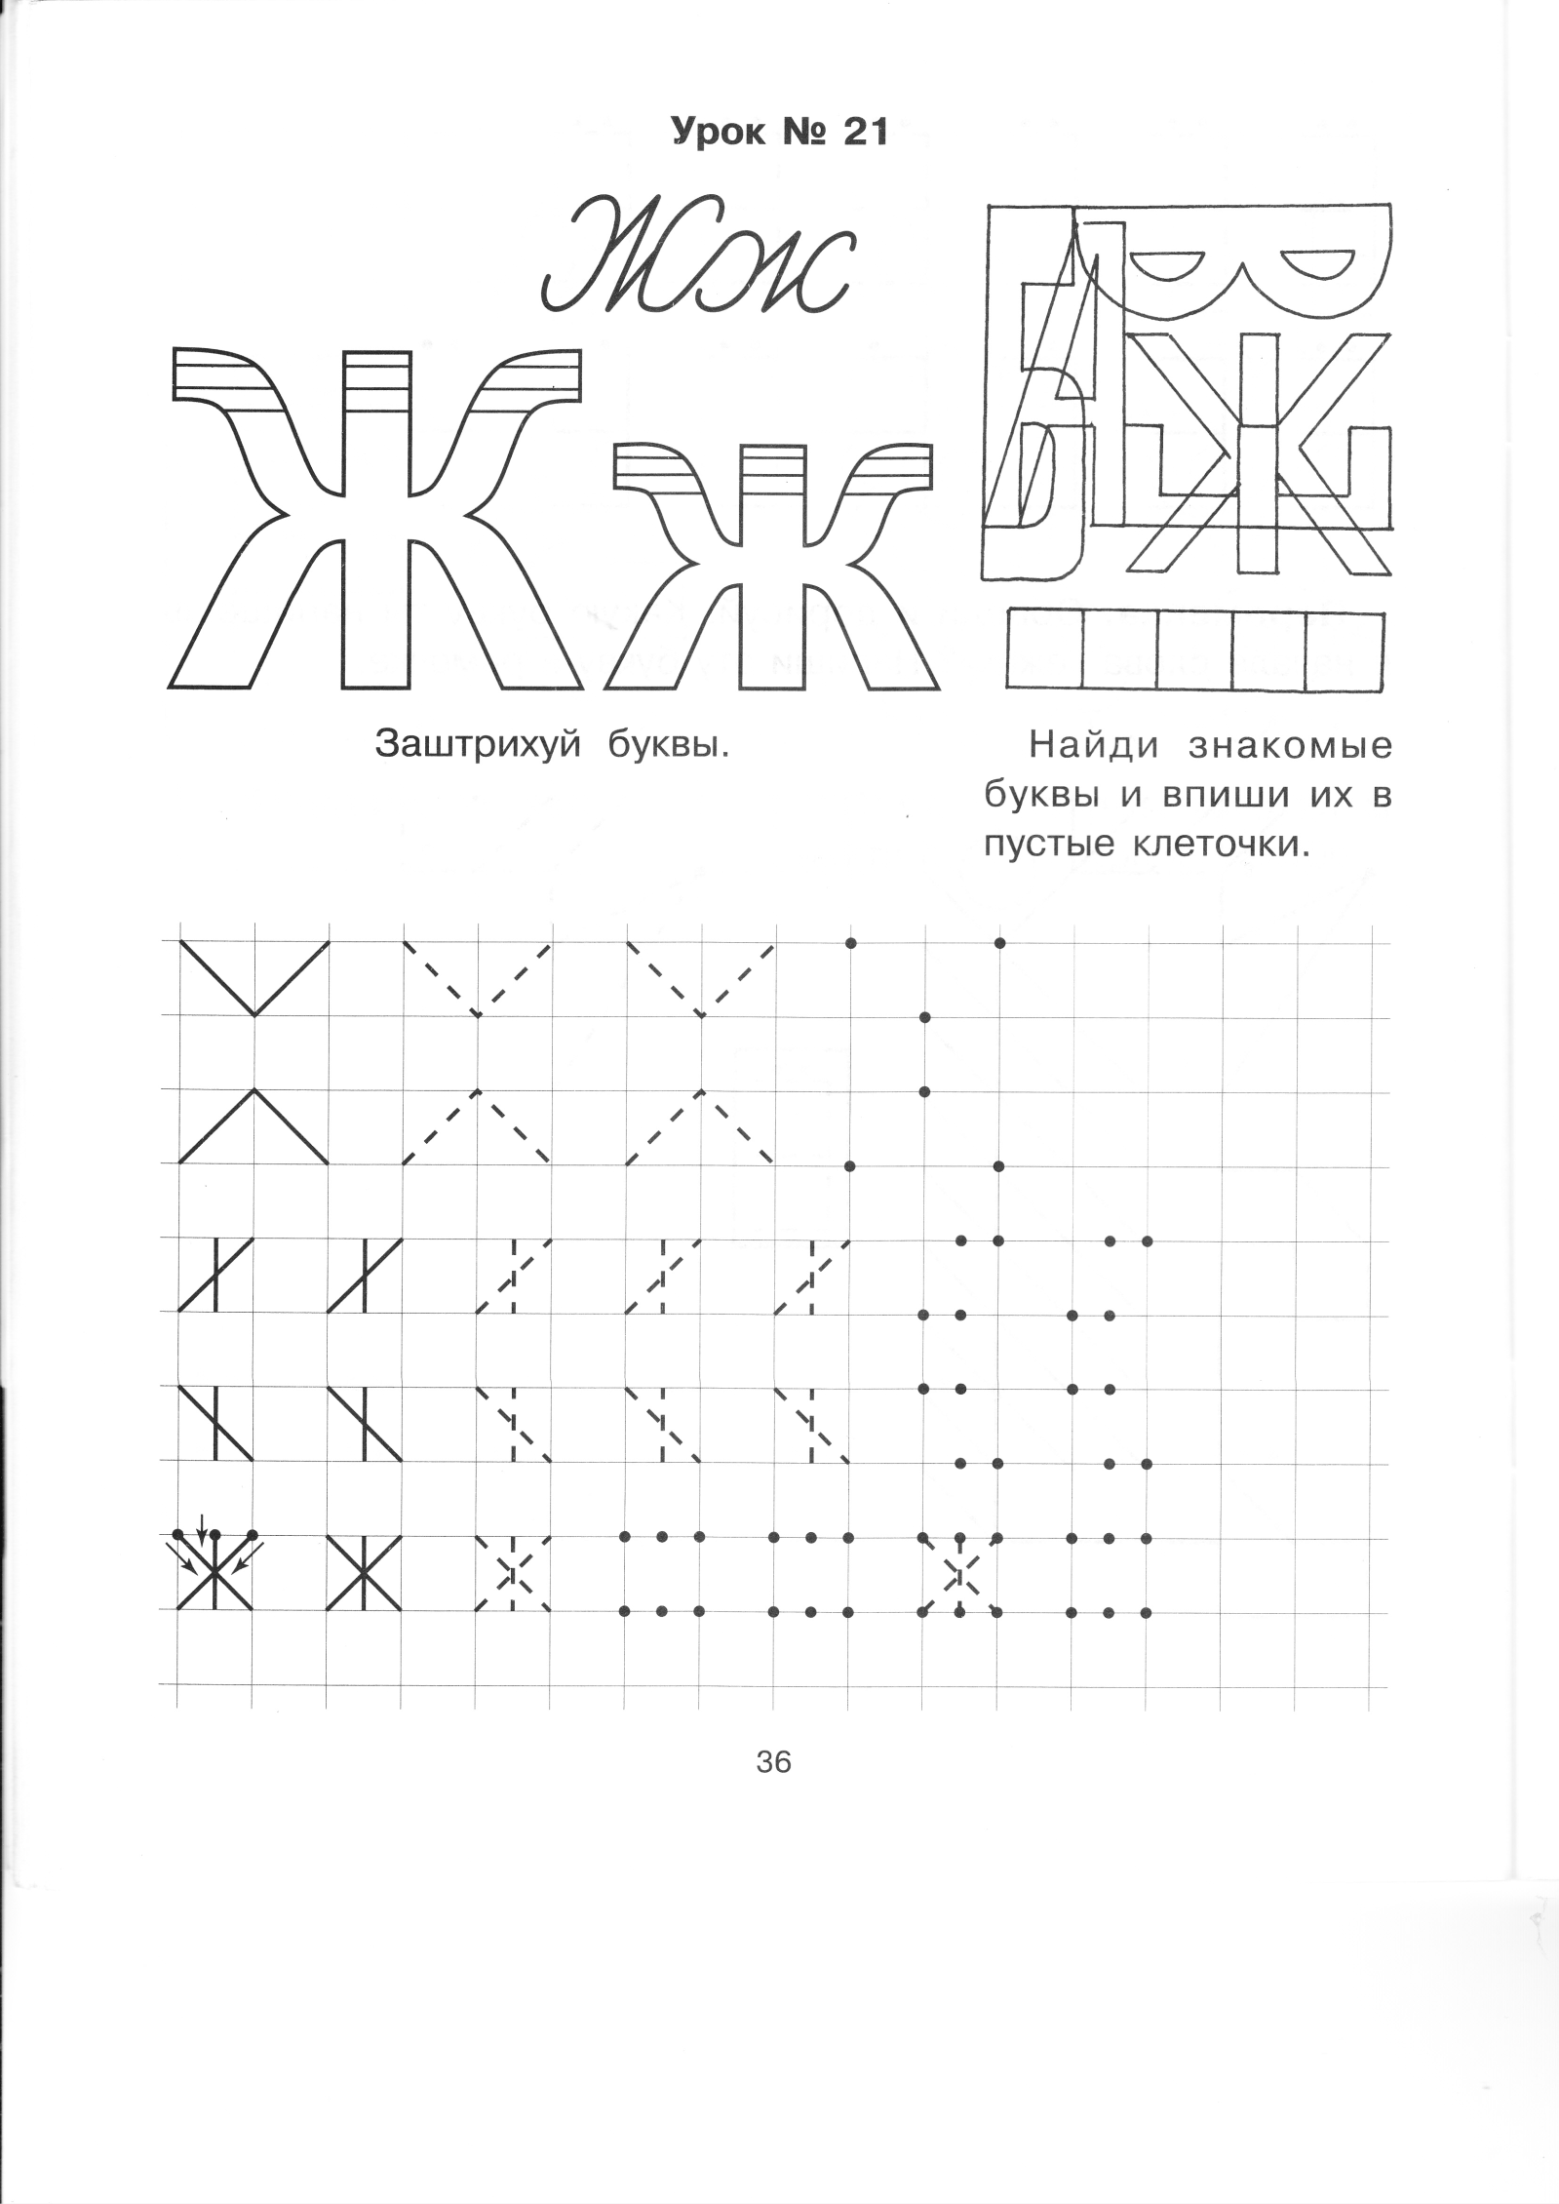 Урок № 21
Жж
Ж ж
Заштрихуй буквы.
Найди знакомые
буквы и впиши их в
пустые клеточки.
36